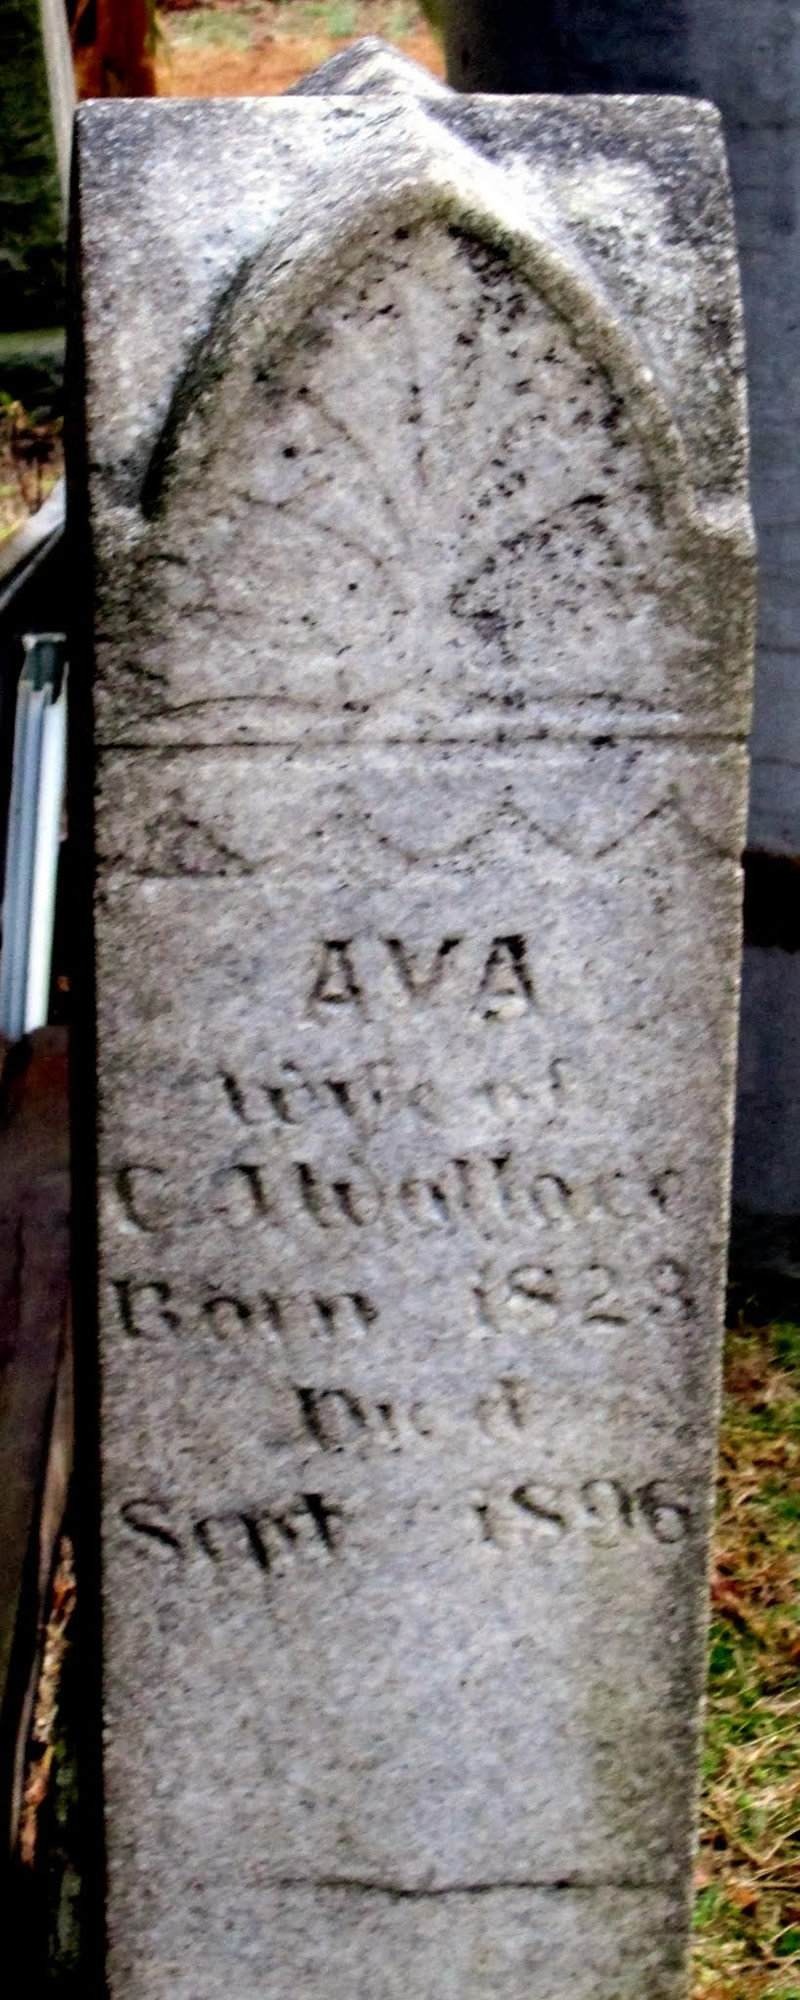 AVA
Wife of
C J Wallace
Born 1823
Died
Sept 1896